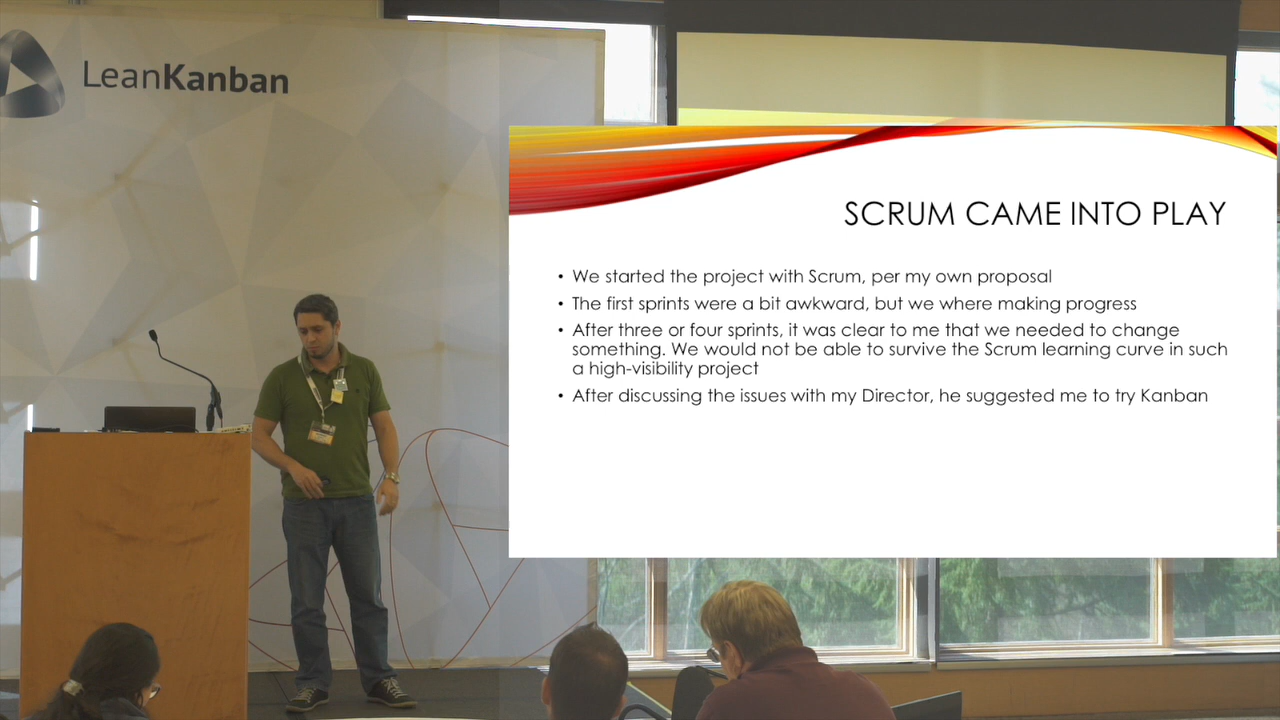 LeanKanban
SCRUM CAME INTO PLAY
• We started the project with Scrum, per my own proposal
• The first sprints were a bit awkward, but we where making progress
• After three or four sprints, it was clear to me that we needed to change
something. We would not be able to survive the Scrum learning curve in such
a high-visibility project
• After discussing the issues with my Director, he suggested me to try Kanban